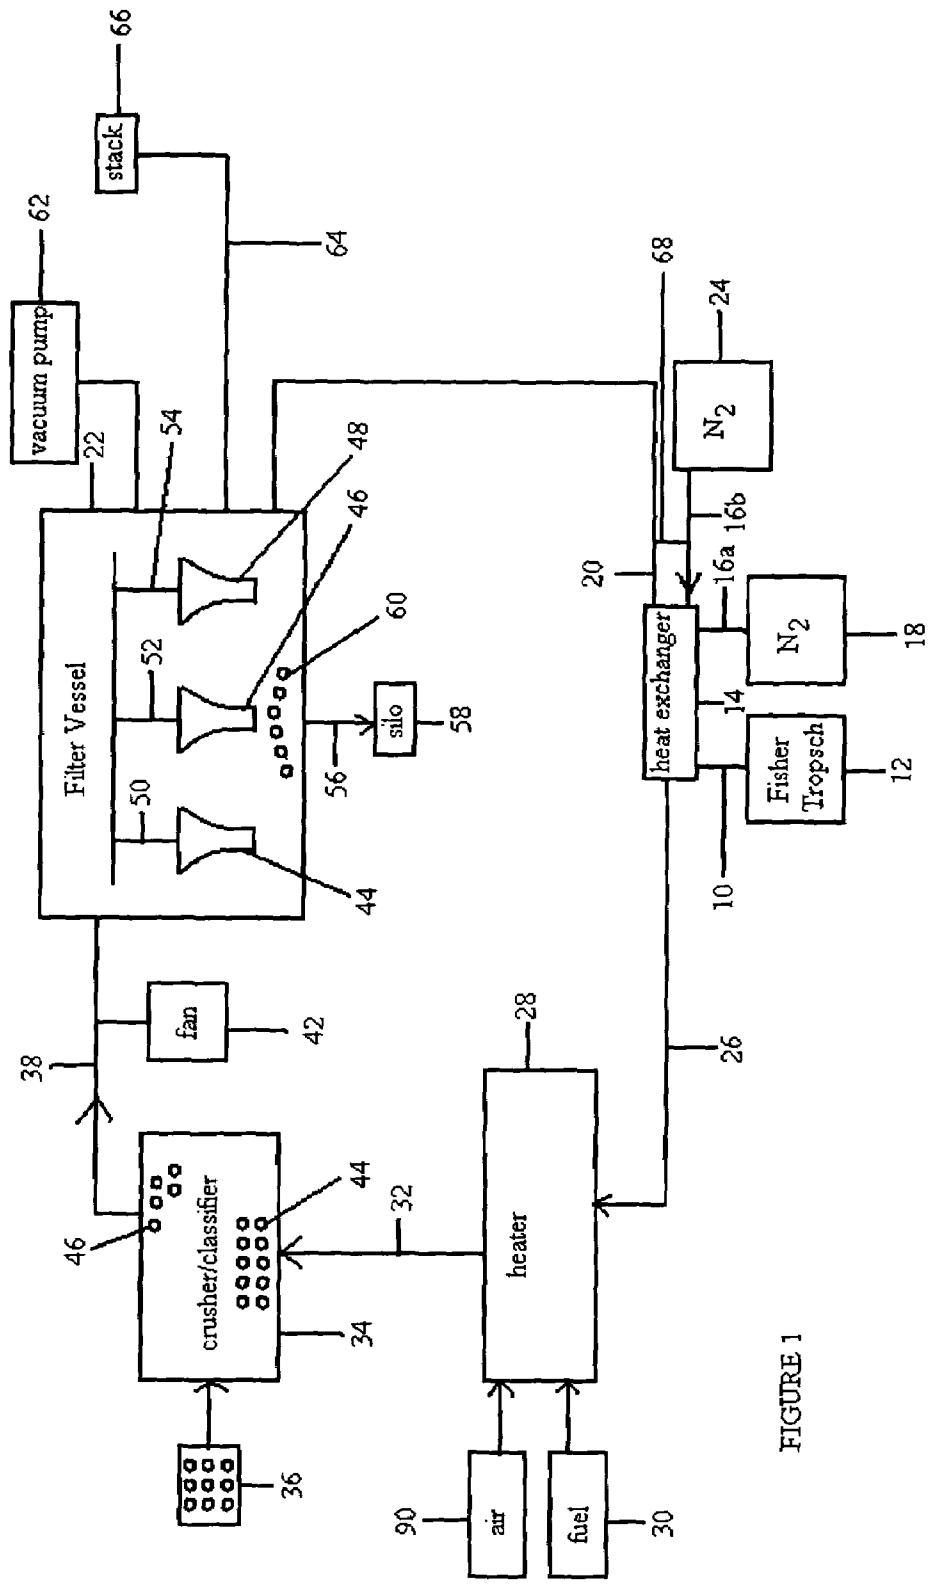 66
stack
62
vacuum pump
64
22
54
48
46
Filter Vessel
52
60
50
44
56
silo
58
38
fan
42
46
crusher/classifier
44
34
36
32
28
heater
90
air
fuel
30
26
68
24
N2
16b
20
16a
heat exchanger
N2
18
14
Fisher
Tropsch
12
10
FIGURE 1